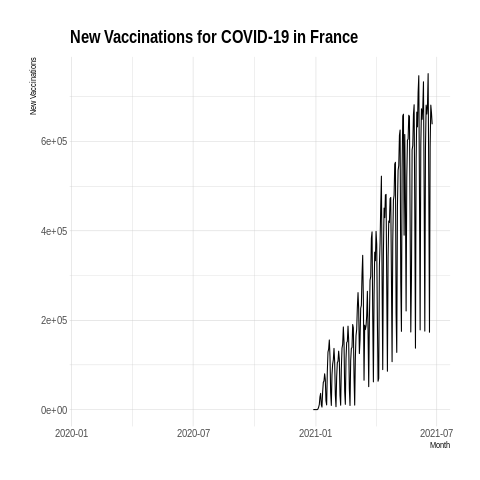 New Vaccinations for COVID-19 in France
New Vaccinations
6e+05
4e+05
2e+05
0e+00
2020-01 2020-07 2021-01 2021-07
Month